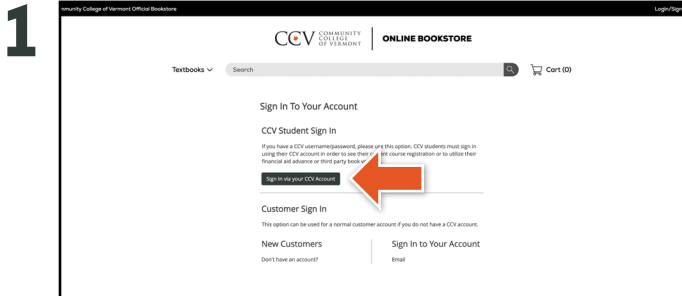 1
mmunity College of Vermont Official Bookstore
Login/Sign
CCV COMMUNITY COLLEGE OF VERMONT
ONLINE BOOKSTORE
Textbooks
Search
Cart (0)
Sign In To Your Account
CCV Student Sign In
If you have a CCV username/password, please use this option. CCV students must sign in
using their CCV account in order to see their current course registration or to utilize their
financial aid advance or third party book
Sign In via your CCV Account
Customer Sign In
This option can be used for a normal customer account if you do not have a CCV account.
New Customers
Don't have an account?
Sign In to Your Account
Email